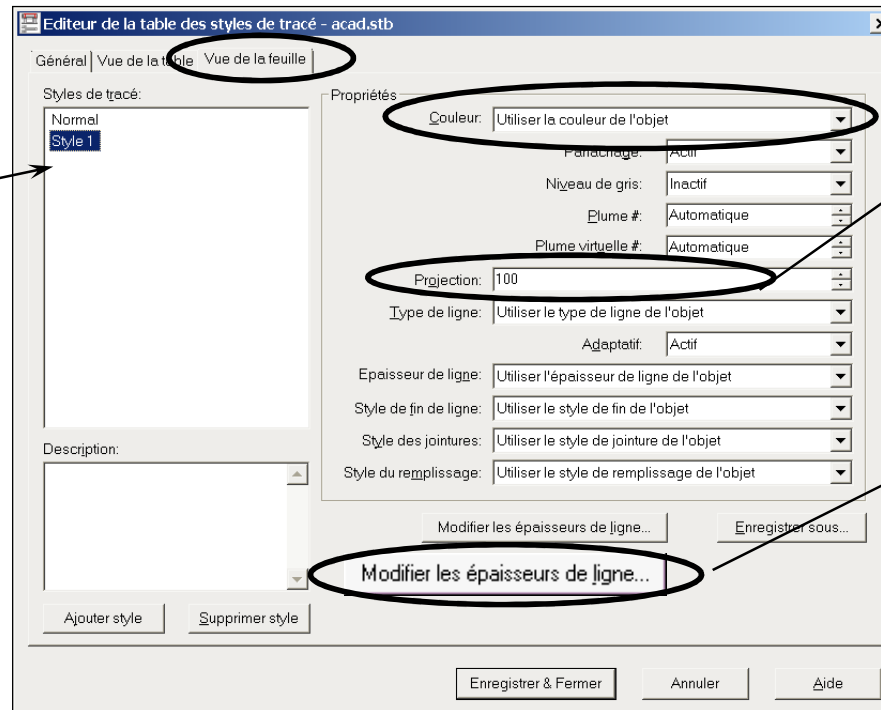 Editeur de la table des styles de tracé - acad.stb
Général Vue de la table Vue de la feuille
Styles de tracé:
Normal
Style 1
Description:
Ajouter style Supprimer style
Propriétés
Couleur: Utiliser la couleur de l'objet
Panachage: Actif
Niveau de gris: Inactif
Plume #: Automatique
Plume virtuelle #: Automatique
Projection: 100
Type de ligne: Utiliser le type de ligne de l'objet
Adaptatif: Actif
Epaisseur de ligne: Utiliser l'épaisseur de ligne de l'objet
Style de fin de ligne: Utiliser le style de fin de l'objet
Style des jointures: Utiliser le style de jointure de l'objet
Style du remplissage: Utiliser le style de remplissage de l'objet
Modifier les épaisseurs de ligne... Enregistrer sous...
Modifier les épaisseurs de ligne...
Enregistrer & Fermer Annuler Aide